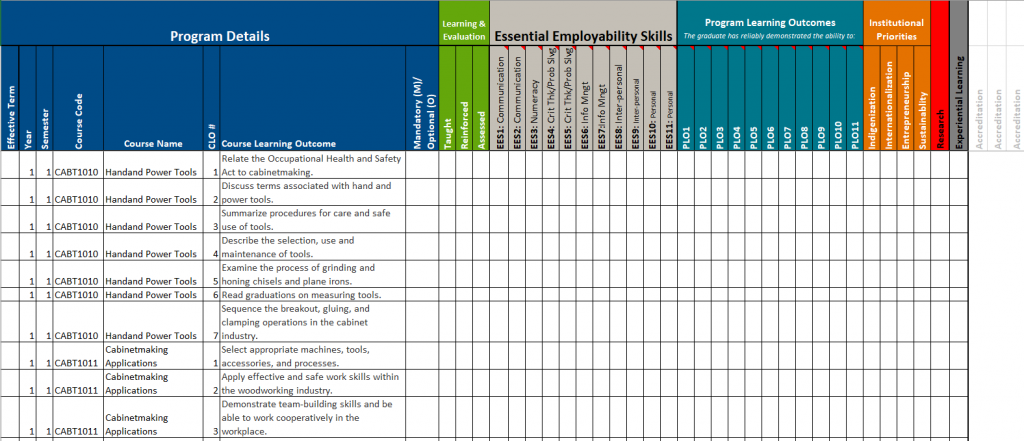 Program Details
Learning &
Evaluation
Essential Employability Skills
Program Learning Outcomes
The graduate has reliably demonstrated the ability to:
Institutional
Priorities
Effective Term
Year
Semester
Course Code
Course Name
CLO #
Course Learning Outcome
Mandatory (M)/
Optional (O)
Taught
Reinforced
Assessed
EES1: Communication
EES2: Communication
EES3: Numeracy
EES4: Crit Thk/Prob Slvg
EES5: Crit Thk/Prob Slvg
EES6: Info Mngt
EES7:Info Mngt
EES8: Inter-personal
EES9: Inter-personal
EES10: Personal
EES11: Personal
PLO1
PLO2
PLO3
PLO4
PLO5
PLO6
PLO7
PLO8
PLO9
PLO10
PLO11
Indigenization
Internationalization
Entrepreneurship
Sustainablity
Research
Experiential Learning
Accreditation
Accreditation
Accreditation
Relate the Occupational Health and Safety
1 1 CABT1010 Handand Power Tools 1 Act to cabinetmaking.
Discuss terms associated with hand and
1 1 CABT1010 Handand Power Tools 2 power tools.
Summarize procedures for care and safe
1 1 CABT1010 Handand Power Tools 3 use of tools.
Describe the selection, use and
1 1 CABT1010 Handand Power Tools 4 maintenance of tools.
Examine the process of grinding and
1 1 CABT1010 Handand Power Tools 5 honing chisels and plane irons.
1 1 CABT1010 Handand Power Tools 6 Read graduations on measuring tools.
Sequence the breakout, gluing, and
clamping operations in the cabinet
1 1 CABT1010 Handand Power Tools 7 industry.
Cabinetmaking Select appropriate machines, tools,
1 1 CABT1011 Applications 1 accessories, and processes.
Cabinetmaking Apply effective and safe work skills within
1 1 CABT1011 Applications 2 the woodworking industry.
Demonstrate team-building skills and be
Cabinetmaking able to work cooperatively in the
1 1 CABT1011 Applications 3 workplace.